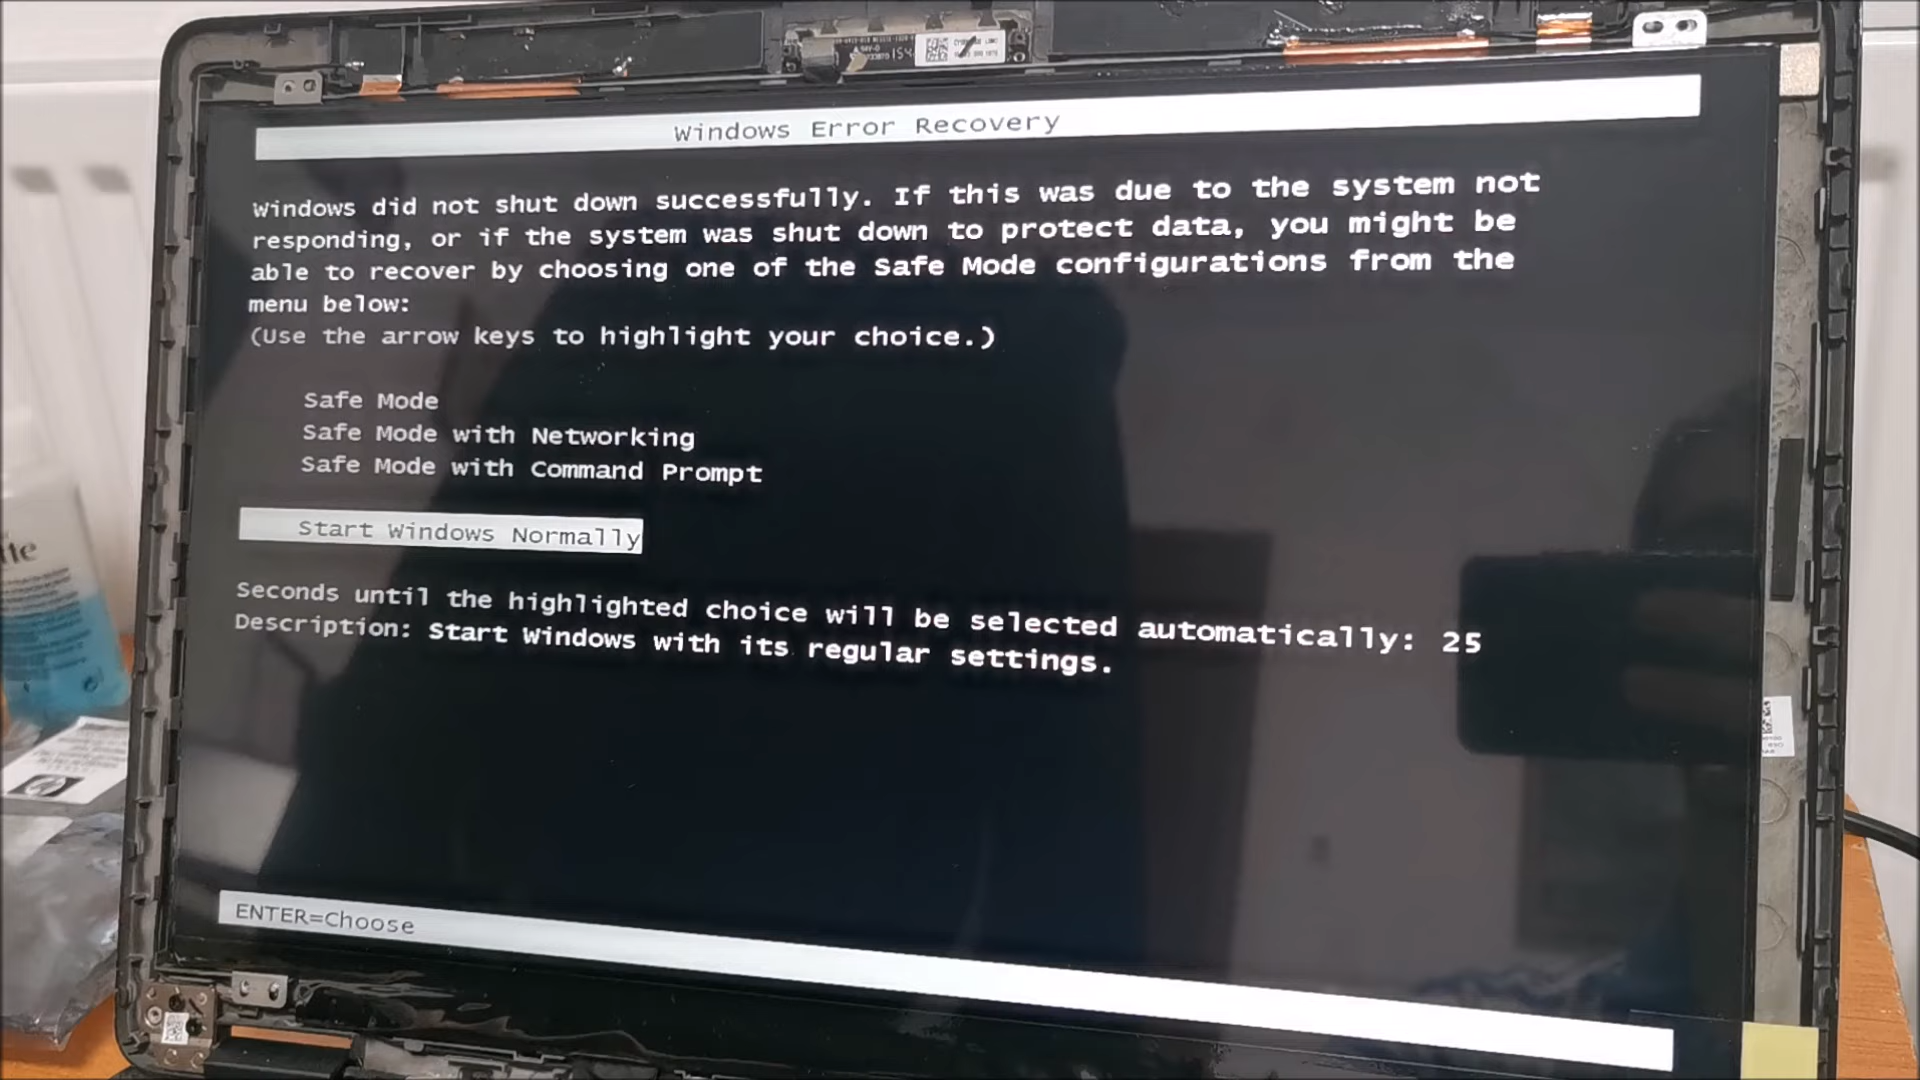 Windows Error Recovery
Windows did not shut down successfully. If this was due to the system not
responding, or if the system was shut down to protect data, you might be
able to recover by choosing one of the Safe Mode configurations from the
menu below:
(Use the arrow keys to highlight your choice.)
Safe Mode
Safe Mode with Networking
Safe Mode with Command Prompt
Start Windows Normally
Seconds until the highlighted choice will be selected automatically: 25
Description: Start Windows with its regular settings.
ENTER=Choose